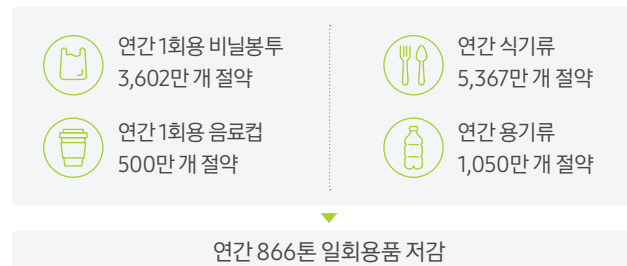 연간 1회용 비닐봉투
3,602만 개 절약
연간 식기류
5,367만 개 절약
연간 1회용 음료컵
500만 개 절약
연간 용기류
1,050만 개 절약
연간 866톤 일회용품 저감